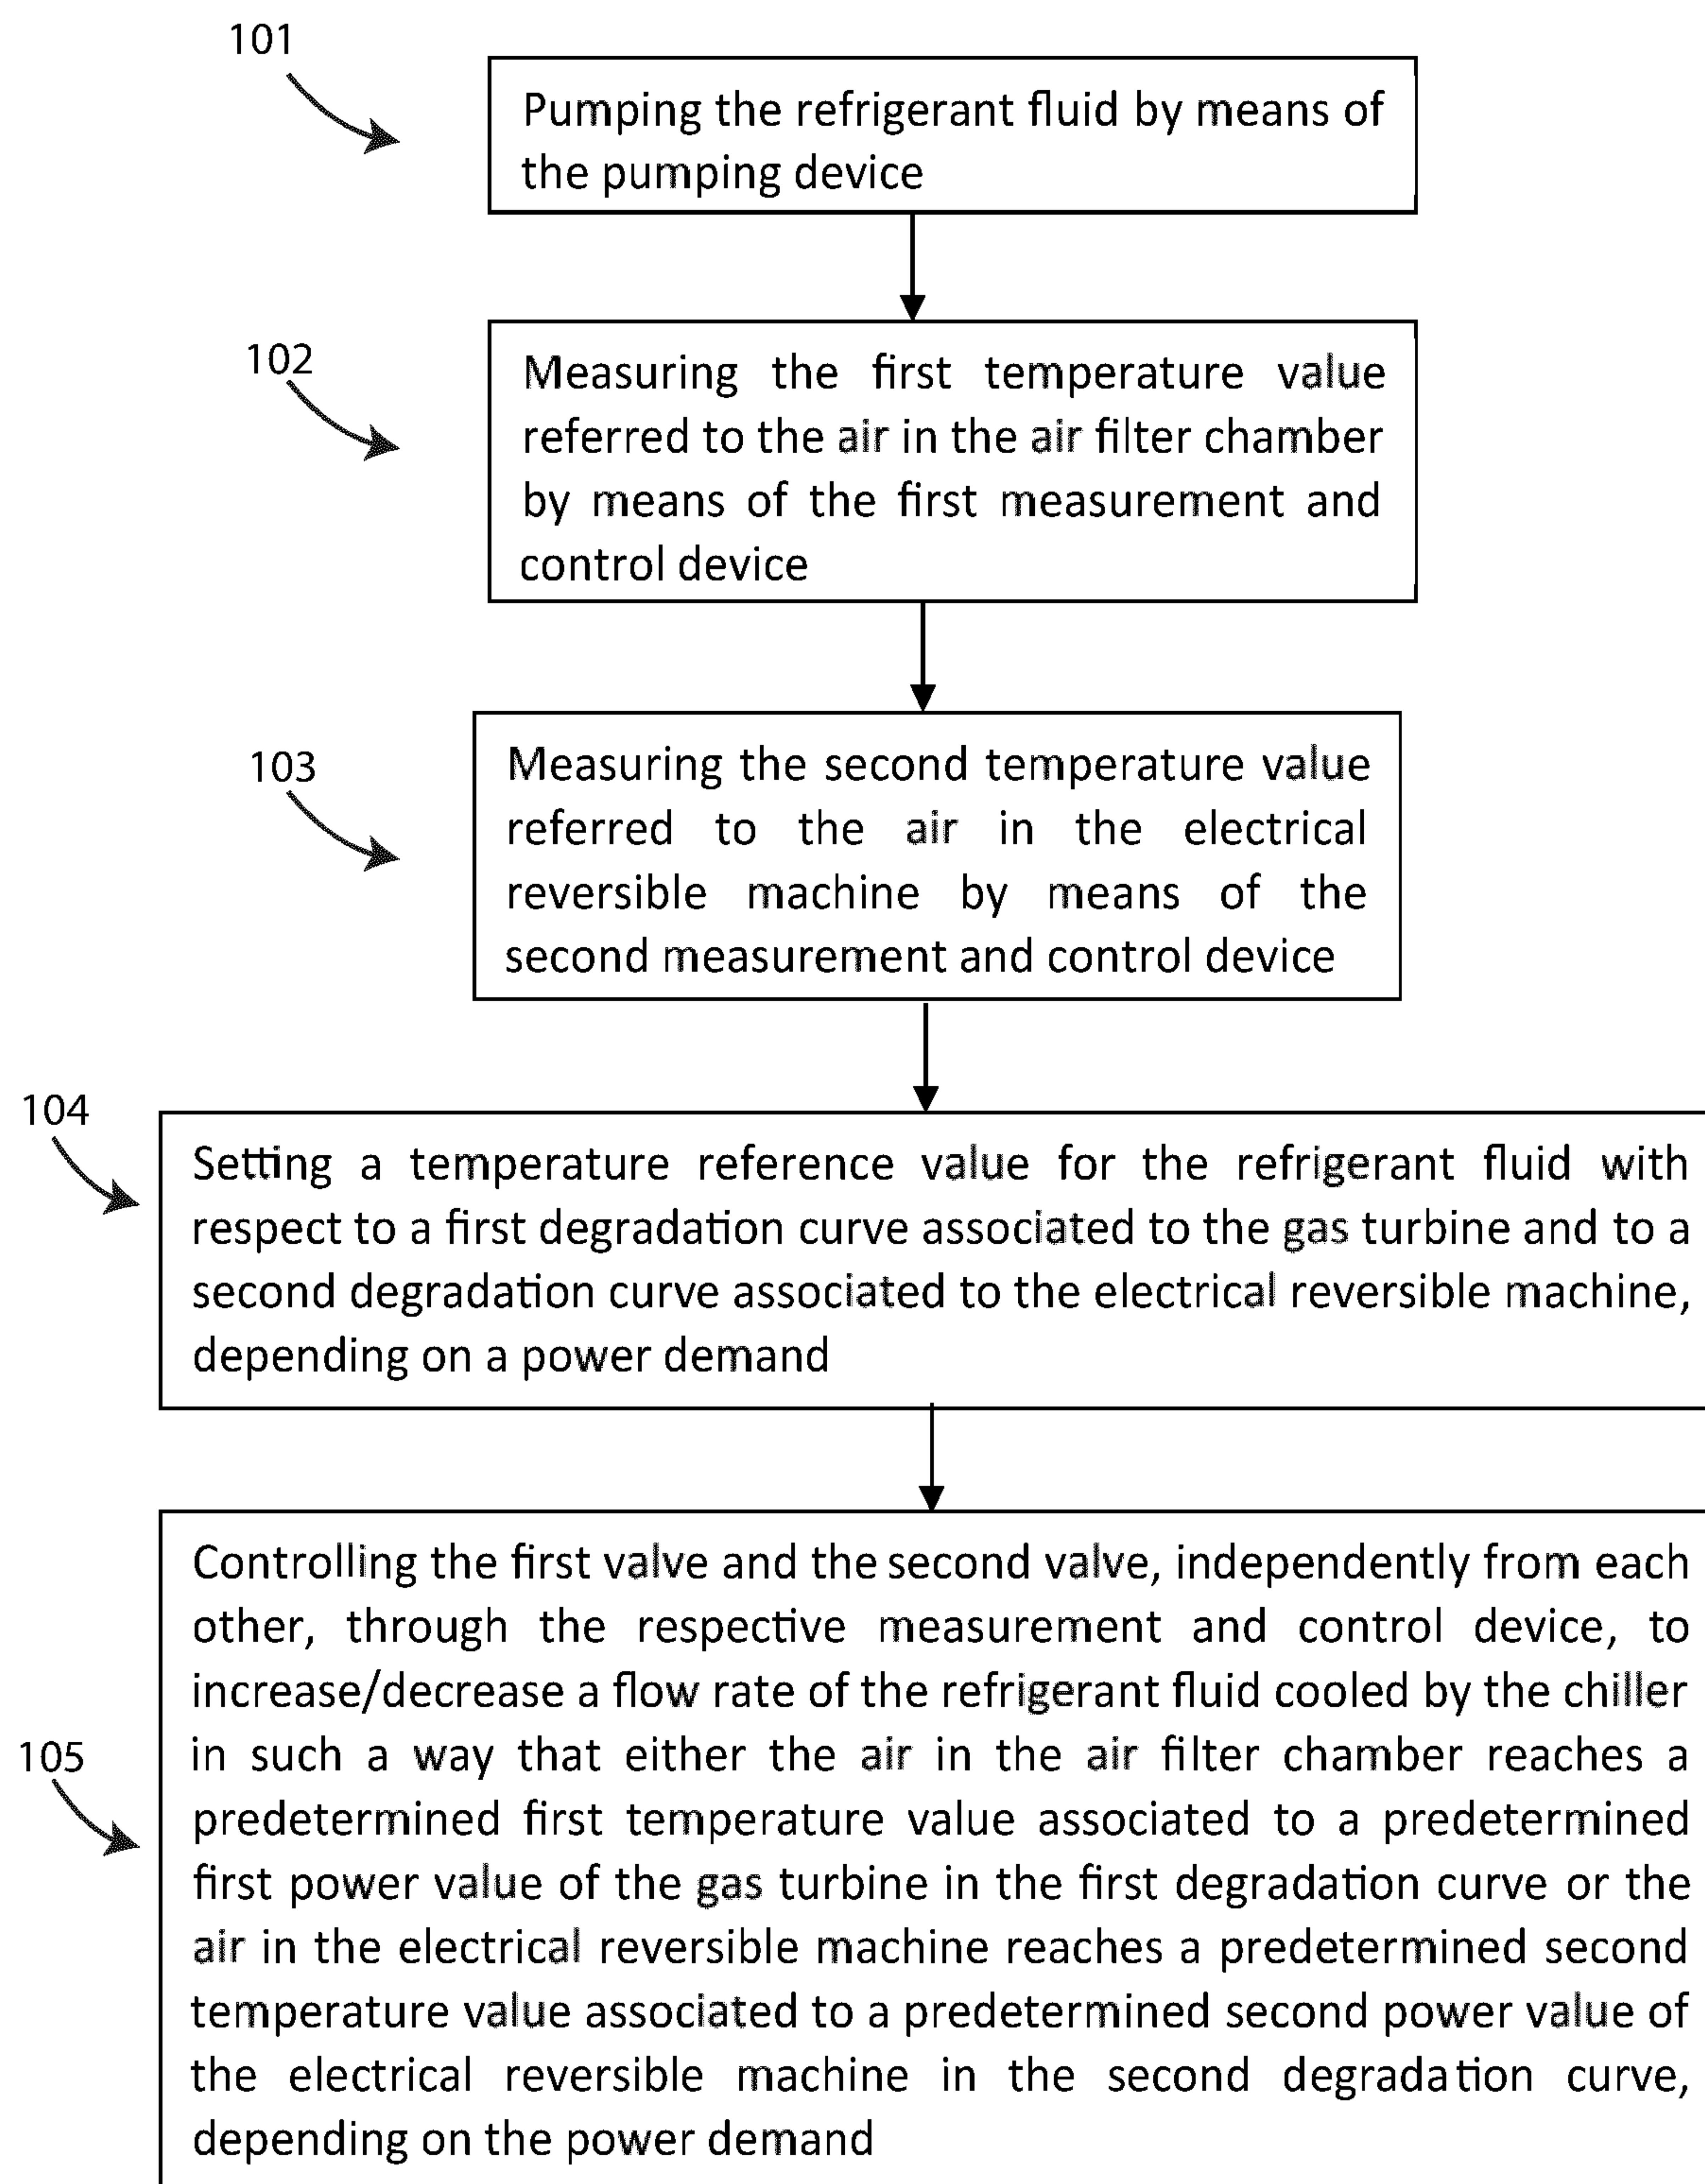 101
Pumping the refrigerant fluid by means of
the pumping device
102
Measuring the first temperature value
referred to the air in the air filter chamber
by means of the first measurement and
control device
103
Measuring the second temperature value
referred to the air in the electrical
reversible machine by means of the
second measurement and control device
104
Setting a temperature reference value for the refrigerant fluid with
respect to a first degradation curve associated to the gas turbine and to a
second degradation curve associated to the electrical reversible machine,
depending on a power demand
105
Controlling the first valve and the second valve, independently from each
other, through the respective measurement and control device, to
increase/decrease a flow rate of the refrigerant fluid cooled by the chiller
in such a way that either the air in the air filter chamber reaches a
predetermined first temperature value associated to a predetermined
first power value of the gas turbine in the first degradation curve or the
air in the electrical reversible machine reaches a predetermined second
temperature value associated to a predetermined second power value of
the electrical reversible machine in the second degradation curve,
depending on the power demand